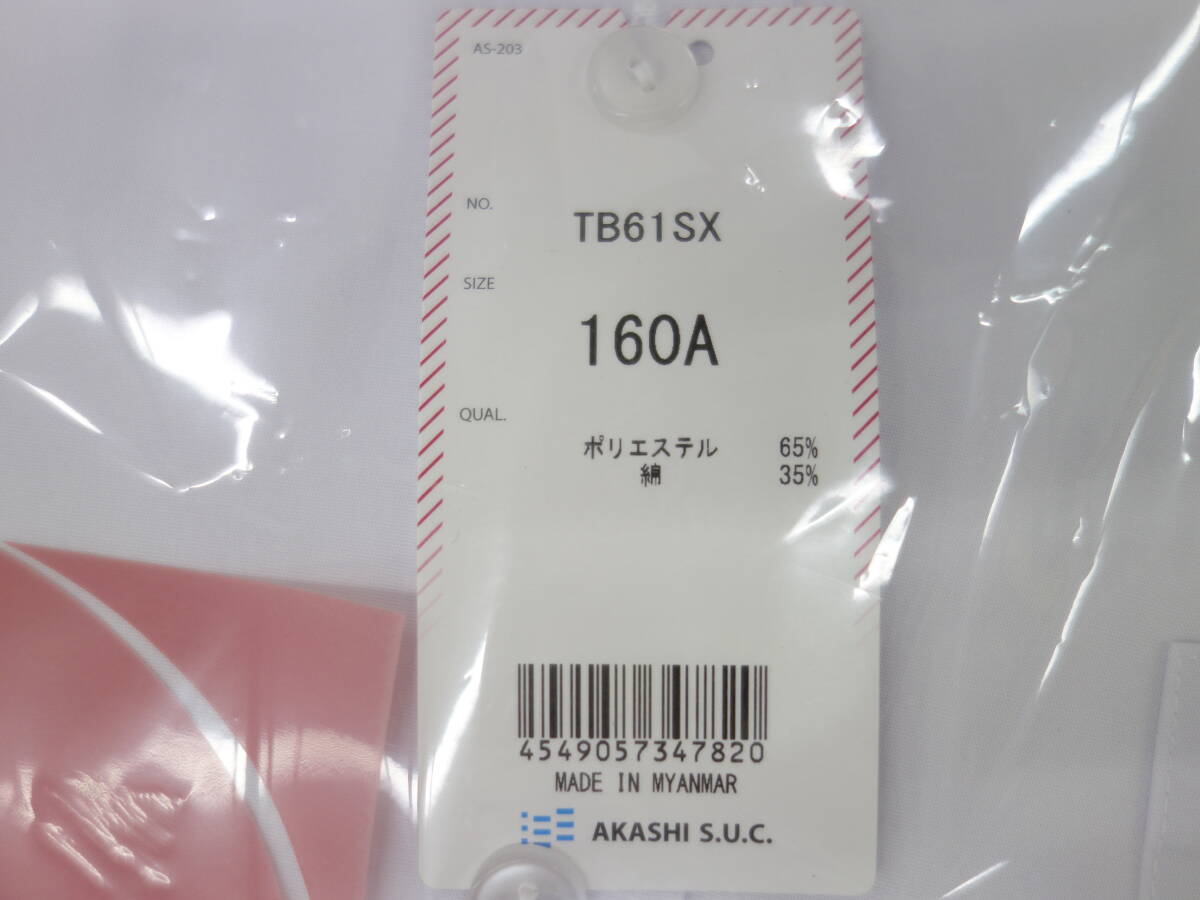 AS-203
NO.
TB61SX
SIZE
160A
QUAL.
ポリエステル 65%
綿 35%
4549057347820
MADE IN MYANMAR
AKASHI S.U.C.